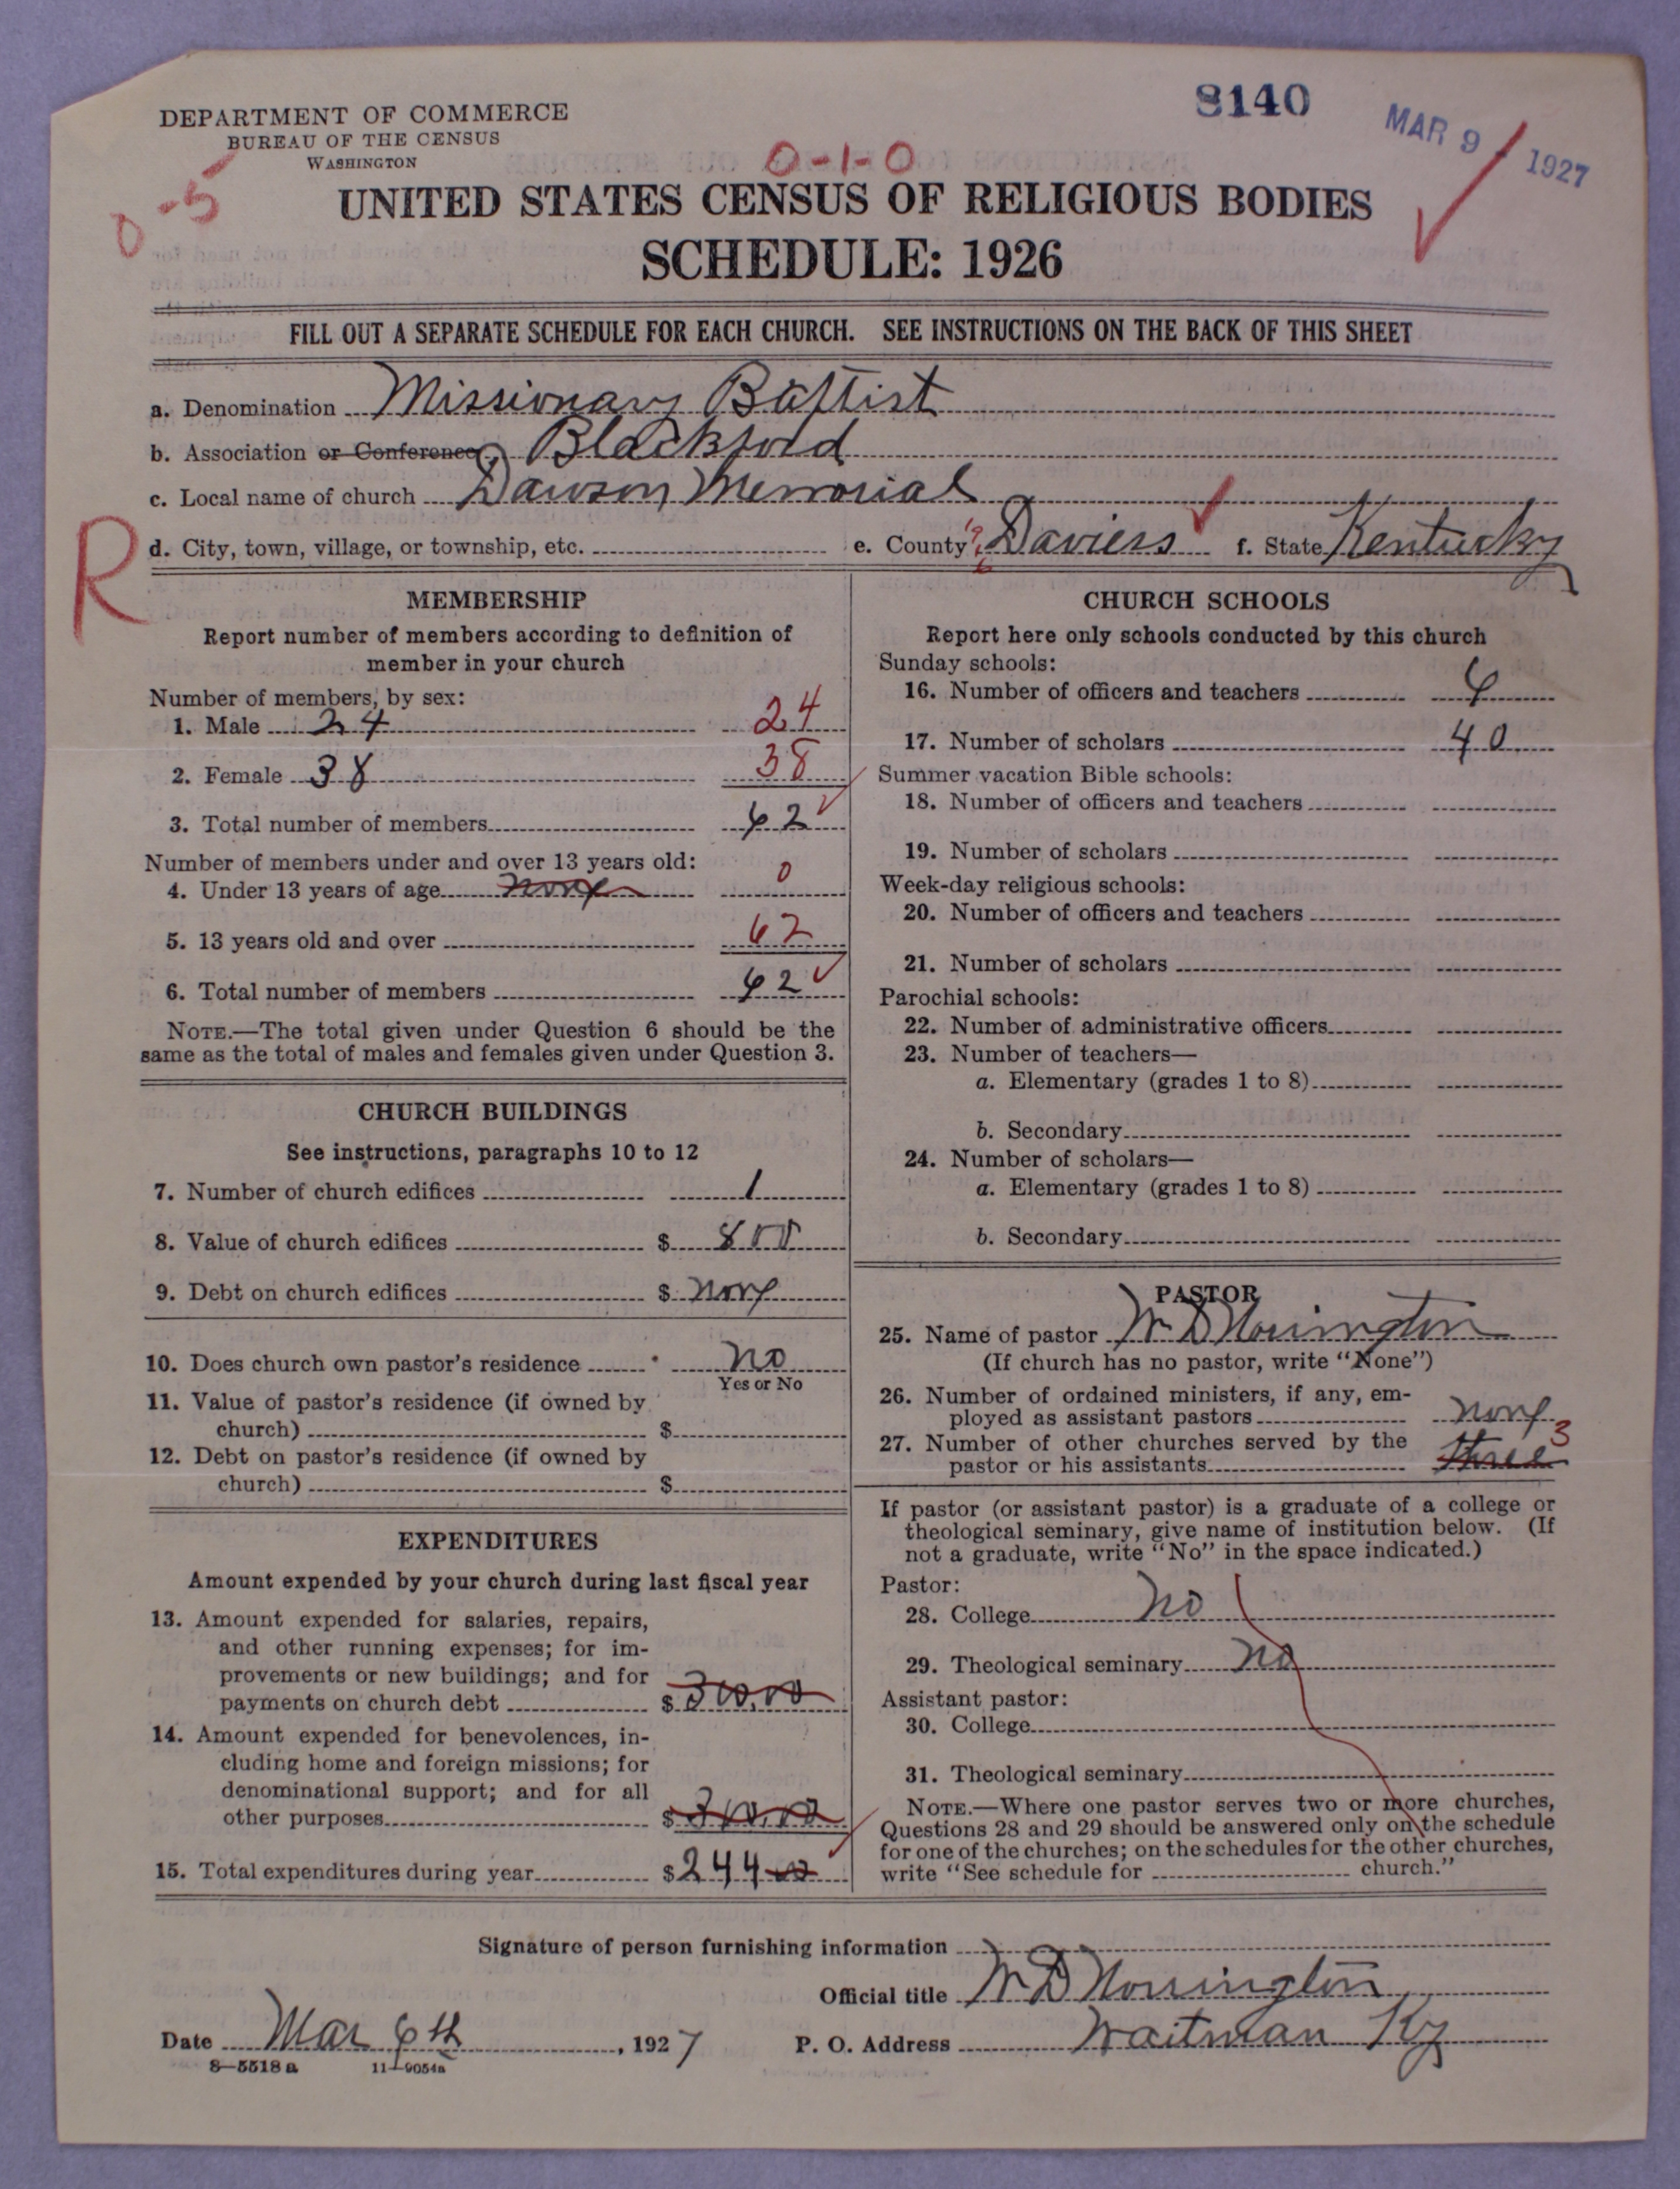 DEPARTMENT OF COMMERCE
BUREAU OF THE CENSUS
WASHINGTON
8140
MAR 9 - 1927
0-5
0-1-0
UNITED STATES CENSUS OF RELIGIOUS BODIES
SCHEDULE: 1926
FILL OUT A SEPARATE SCHEDULE FOR EACH CHURCH. SEE INSTRUCTIONS ON THE BACK OF THIS SHEET
a. Denomination Missionary Baptist
b. Association or Conference Blackford
c. Local name of church Dawson Memorial
R
d. City, town, village, or township, etc. e. County Daviess f. State Kentucky
MEMBERSHIP
Report number of members according to definition of
member in your church
Number of members, by sex:
1. Male 24 24
2. Female 38 38
3. Total number of members 62
Number of members under and over 13 years old:
4. Under 13 years of age none 0
5. 13 years old and over 62
6. Total number of members 62
NOTE.—The total given under Question 6 should be the
same as the total of males and females given under Question 3.
CHURCH BUILDINGS
See instructions, paragraphs 10 to 12
7. Number of church edifices 1
8. Value of church edifices $ 800
9. Debt on church edifices $ none
10. Does church own pastor's residence no
Yes or No
11. Value of pastor's residence (if owned by
church) $
12. Debt on pastor's residence (if owned by
church) $
EXPENDITURES
Amount expended by your church during last fiscal year
13. Amount expended for salaries, repairs,
and other running expenses; for im-
provements or new buildings; and for
payments on church debt $
14. Amount expended for benevolences, in-
cluding home and foreign missions; for
denominational support; and for all
other purposes $
15. Total expenditures during year $ 244
CHURCH SCHOOLS
Report here only schools conducted by this church
Sunday schools:
16. Number of officers and teachers 6
17. Number of scholars 40
Summer vacation Bible schools:
18. Number of officers and teachers
19. Number of scholars
Week-day religious schools:
20. Number of officers and teachers
21. Number of scholars
Parochial schools:
22. Number of administrative officers
23. Number of teachers—
a. Elementary (grades 1 to 8)
b. Secondary
24. Number of scholars—
a. Elementary (grades 1 to 8)
b. Secondary
PASTOR
25. Name of pastor W D Norrington
(If church has no pastor, write "None")
26. Number of ordained ministers, if any, em-
ployed as assistant pastors none
27. Number of other churches served by the
pastor or his assistants three 3
If pastor (or assistant pastor) is a graduate of a college or
theological seminary, give name of institution below. (If
not a graduate, write "No" in the space indicated.)
Pastor:
28. College no
29. Theological seminary no
Assistant pastor:
30. College
31. Theological seminary
NOTE.—Where one pastor serves two or more churches,
Questions 28 and 29 should be answered only on the schedule
for one of the churches; on the schedules for the other churches,
write "See schedule for church."
Signature of person furnishing information
Official title W D Norrington
Date Mar 6th, 1927 P. O. Address Waitman Ky
8-5518 a 11-9054a